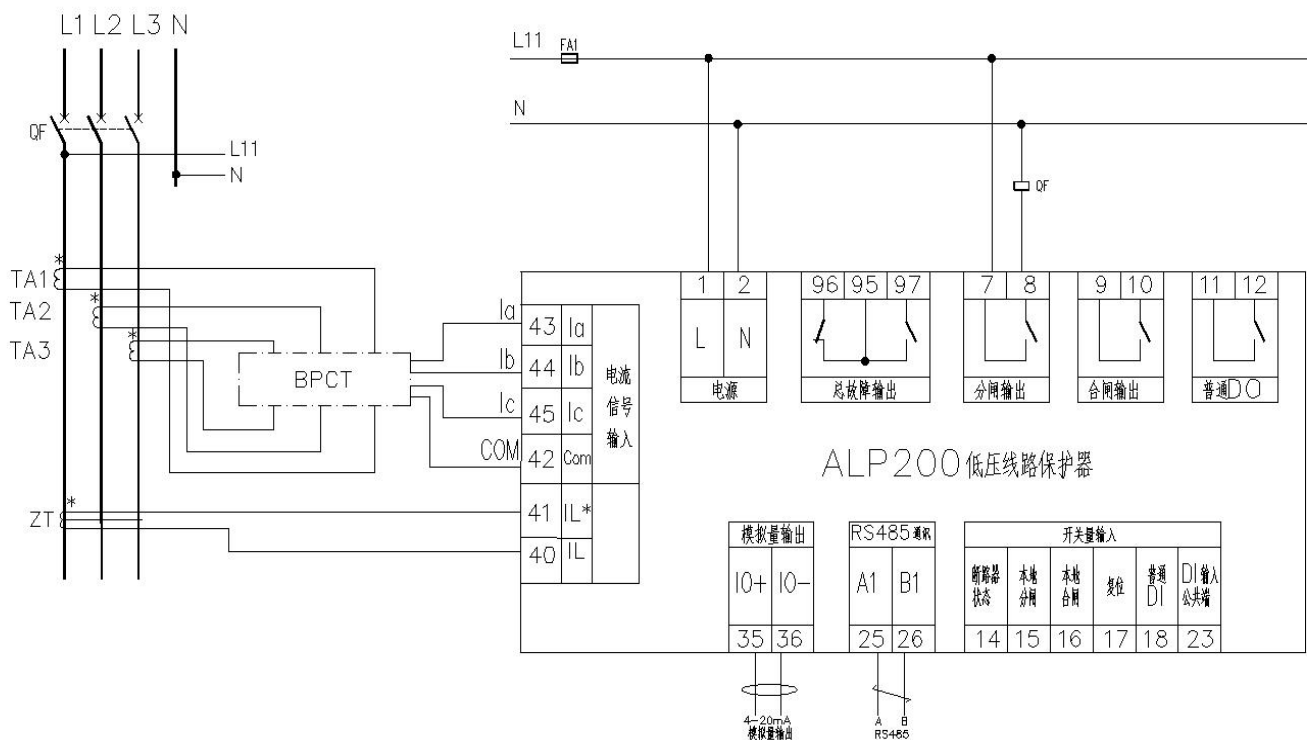 L1 L2 L3 N
QF
L11
N
TA1
*
TA2
*
TA3
*
BPCT
ZT
*
L11
FA1
N
QF
Ia
Ib
Ic
COM
43 Ia
44 Ib
45 Ic
42 Com
41 IL*
40 IL
电流
信号
输入
1 2
L N
电源
96 95 97
总故障输出
7 8
分闸输出
9 10
合闸输出
11 12
普通DO
ALP200低压线路保护器
模拟量输出
IO+ IO-
35 36
4-20mA
模拟量输出
RS485通讯
A1 B1
25 26
A B
RS485
开关量输入
断路器
状态
本地
分闸
本地
合闸
复位
普通
DI
DI输入
公共端
14 15 16 17 18 23